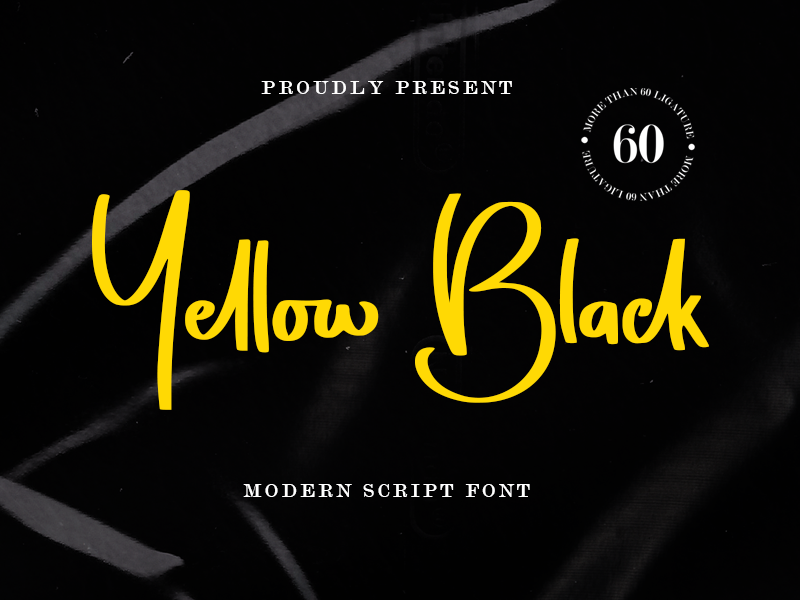 PROUDLY PRESENT
MORE THAN 60 LIGATURE • MORE THAN 60 LIGATURE •
60
Yellow Black
MODERN SCRIPT FONT